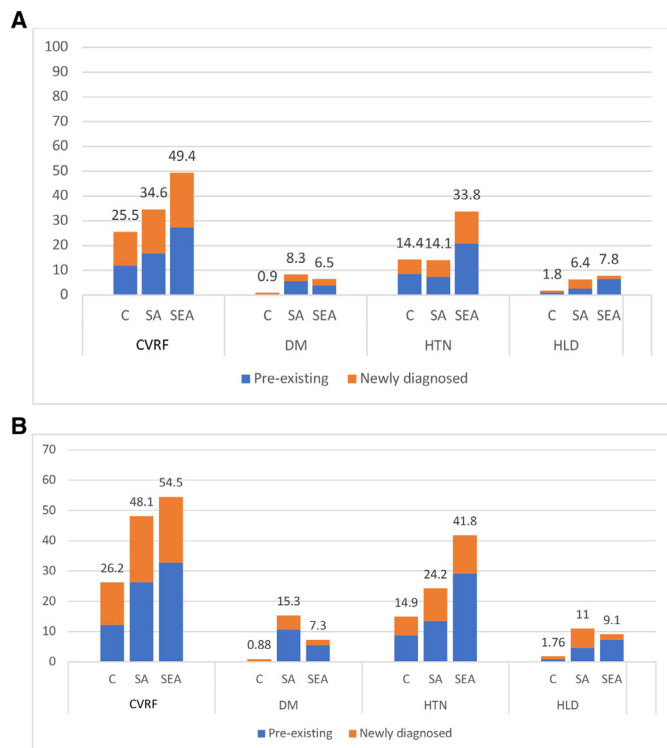 A
100
90
80
70
60
50
40
30
20
10
0
25.5 34.6 49.4 0.9 8.3 6.5 14.4 14.1 33.8 1.8 6.4 7.8
C SA SEA C SA SEA C SA SEA C SA SEA
CVRF DM HTN HLD
Pre-existing Newly diagnosed
B
70
60
50
40
30
20
10
0
26.2 48.1 54.5 0.88 15.3 7.3 14.9 24.2 41.8 1.76 11 9.1
C SA SEA C SA SEA C SA SEA C SA SEA
CVRF DM HTN HLD
Pre-existing Newly diagnosed